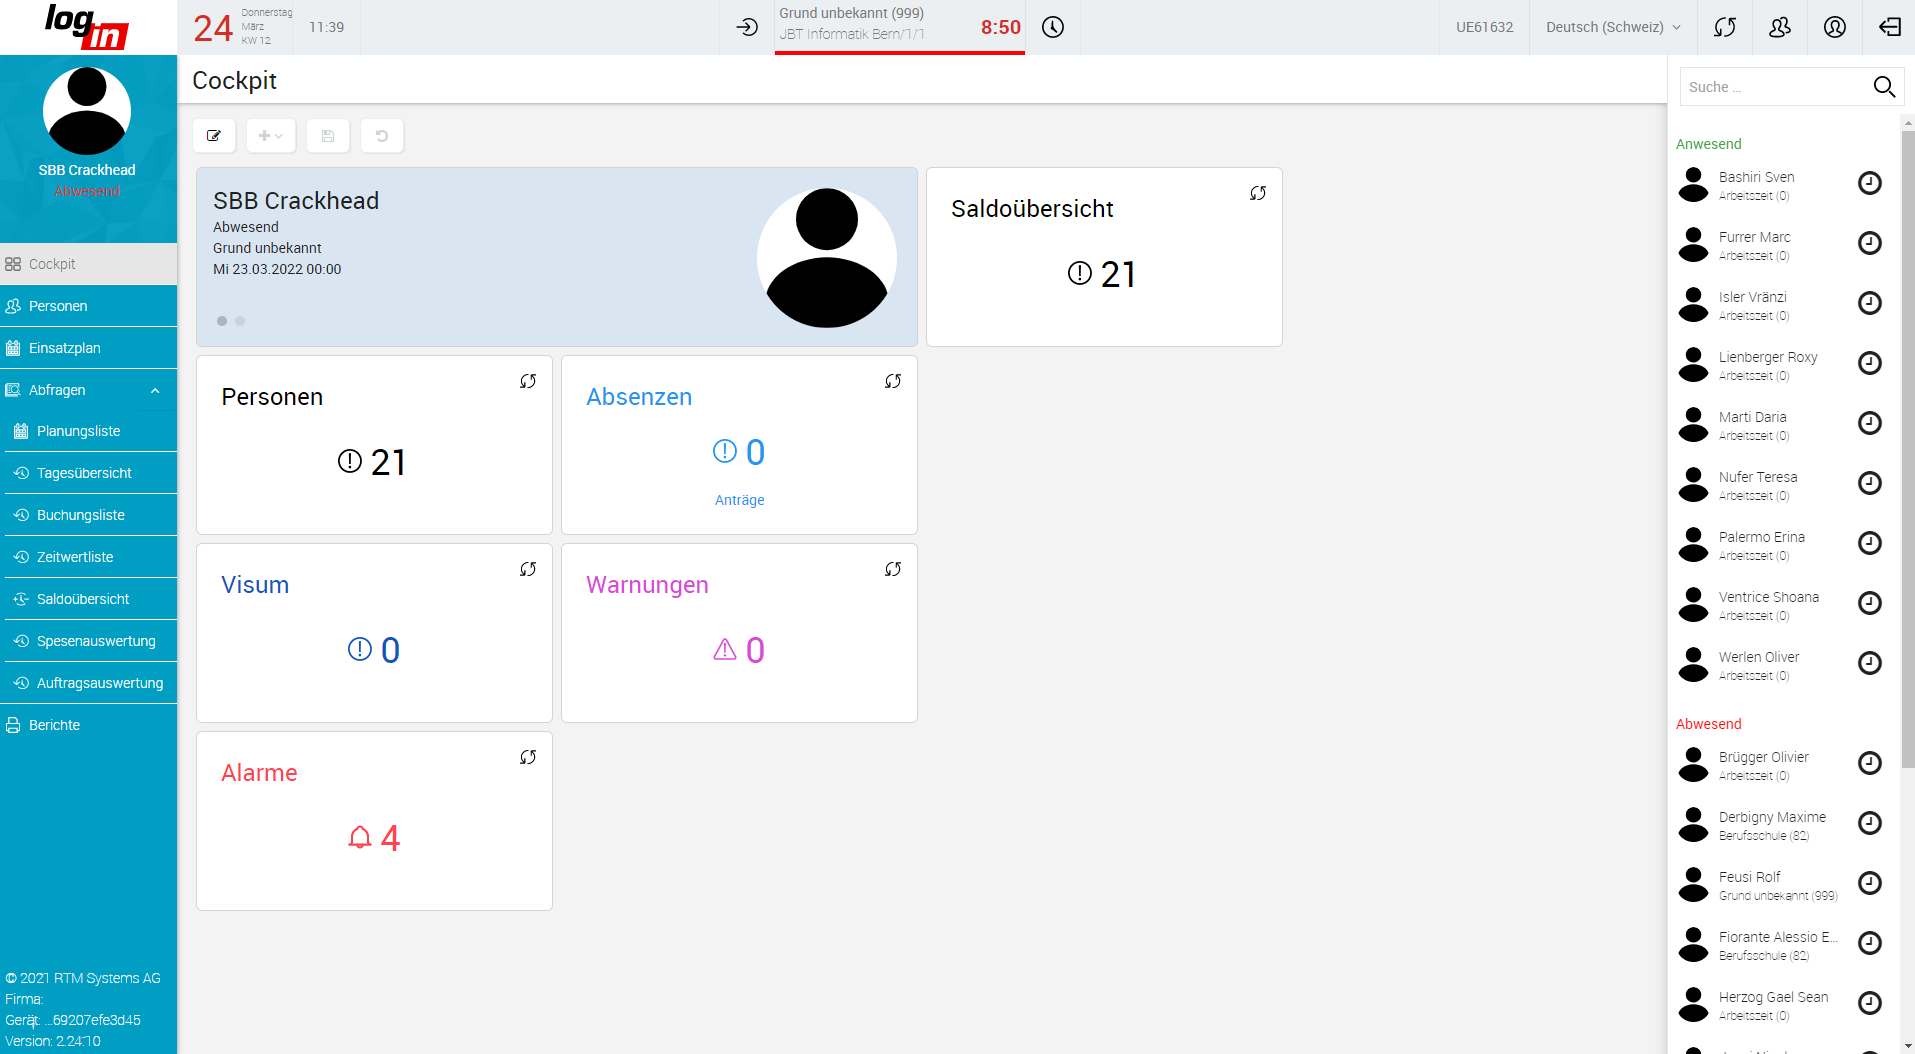 log in
24
Donnerstag
März
KW 12
11:39
Grund unbekannt (999)
JBT Informatik Bern/1/1
8:50
UE61632
Deutsch (Schweiz)
SBB Crackhead
Abwesend
Cockpit
Personen
Einsatzplan
Abfragen
Planungsliste
Tagesübersicht
Buchungsliste
Zeitwertliste
Saldoübersicht
Spesenauswertung
Auftragsauswertung
Berichte
© 2021 RTM Systems AG
Firma:
Gerät: ...69207efe3d45
Version: 2.24.10
Cockpit
SBB Crackhead
Abwesend
Grund unbekannt
Mi 23.03.2022 00:00
Saldoübersicht
21
Personen
21
Absenzen
0
Anträge
Visum
0
Warnungen
0
Alarme
4
Suche ...
Anwesend
Bashiri Sven
Arbeitszeit (0)
Furrer Marc
Arbeitszeit (0)
Isler Vränzi
Arbeitszeit (0)
Lienberger Roxy
Arbeitszeit (0)
Marti Daria
Arbeitszeit (0)
Nufer Teresa
Arbeitszeit (0)
Palermo Erina
Arbeitszeit (0)
Ventrice Shoana
Arbeitszeit (0)
Werlen Oliver
Arbeitszeit (0)
Abwesend
Brügger Olivier
Arbeitszeit (0)
Derbigny Maxime
Berufsschule (82)
Feusi Rolf
Grund unbekannt (999)
Fiorante Alessio E...
Berufsschule (82)
Herzog Gael Sean
Arbeitszeit (0)